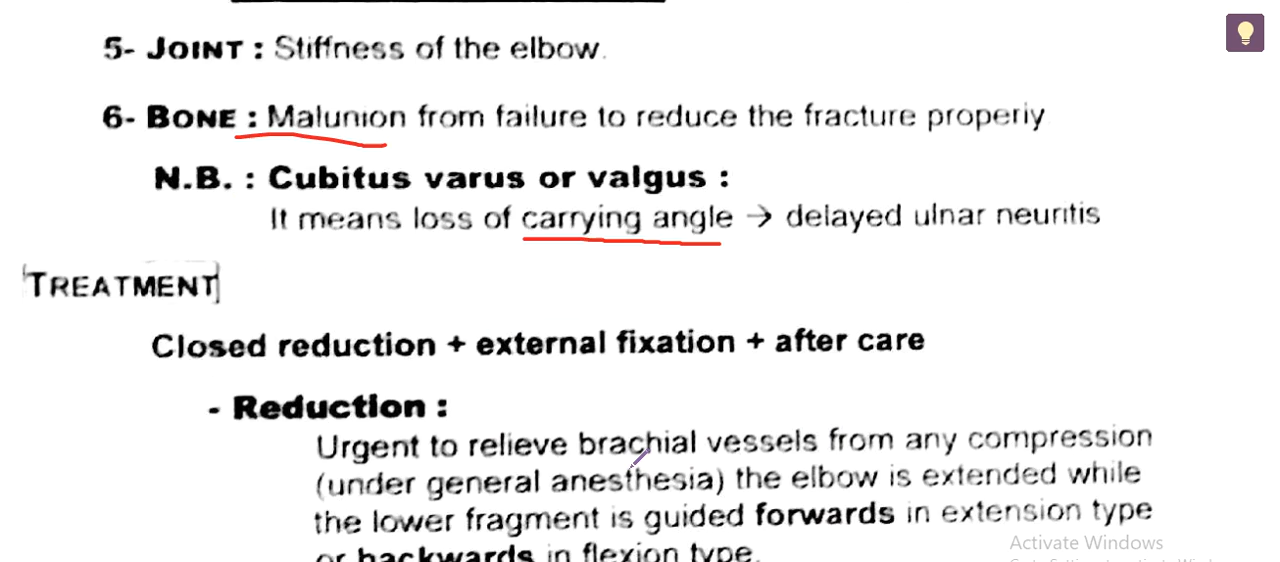 5- JOINT : Stiffness of the elbow.
6- BONE : Malunion from failure to reduce the fracture properly
N.B. : Cubitus varus or valgus :
It means loss of carrying angle → delayed ulnar neuritis
TREATMENT
Closed reduction + external fixation + after care
- Reduction :
Urgent to relieve brachial vessels from any compression
(under general anesthesia) the elbow is extended while
the lower fragment is guided forwards in extension type
or backwards in flexion type.
Activate Windows